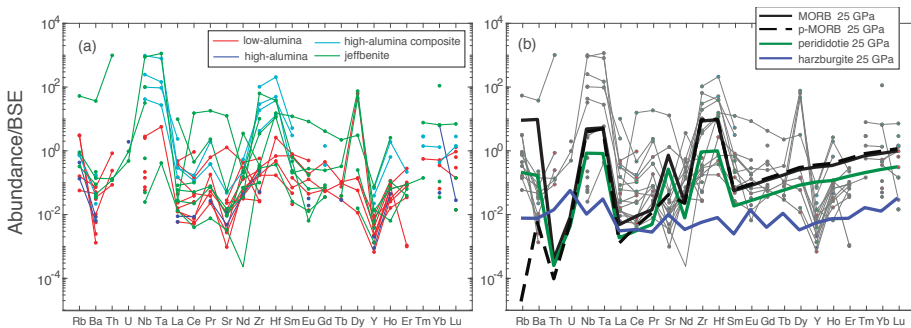 (a)
low-alumina
high-alumina
high-alumina composite
jeffbenite
Abundance/BSE
10^4
10^2
10^0
10^-2
10^-4
Rb Ba Th U Nb Ta La Ce Pr Sr Nd Zr Hf Sm Eu Gd Tb Dy Y Ho Er Tm Yb Lu
(b)
MORB 25 GPa
p-MORB 25 GPa
perididotie 25 GPa
harzburgite 25 GPa
10^4
10^2
10^0
10^-2
10^-4
Rb Ba Th U Nb Ta La Ce Pr Sr Nd Zr Hf Sm Eu Gd Tb Dy Y Ho Er Tm Yb Lu